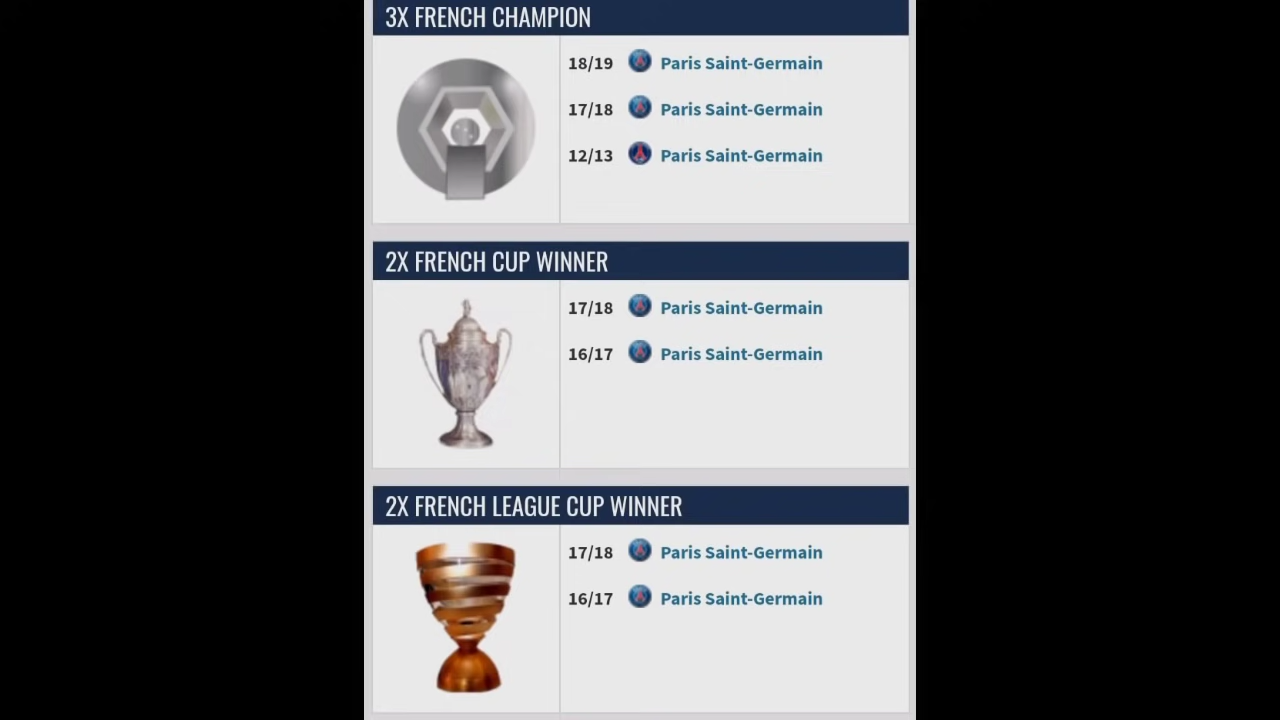 3X FRENCH CHAMPION
18/19 Paris Saint-Germain
17/18 Paris Saint-Germain
12/13 Paris Saint-Germain
2X FRENCH CUP WINNER
17/18 Paris Saint-Germain
16/17 Paris Saint-Germain
2X FRENCH LEAGUE CUP WINNER
17/18 Paris Saint-Germain
16/17 Paris Saint-Germain